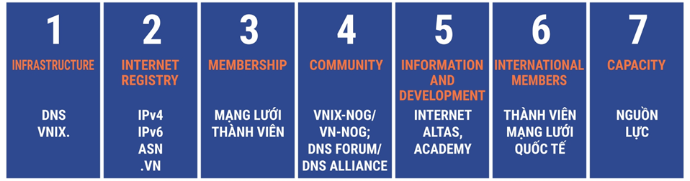 1
INFRASTRUCTURE
DNS
VNIX.
2
INTERNET
REGISTRY
IPv4
IPv6
ASN
.VN
3
MEMBERSHIP
MẠNG LƯỚI
THÀNH VIÊN
4
COMMUNITY
VNIX-NOG/
VN-NOG;
DNS FORUM/
DNS ALLIANCE
5
INFORMATION
AND
DEVELOPMENT
INTERNET
ALTAS,
ACADEMY
6
INTERNATIONAL
MEMBERS
THÀNH VIÊN
MẠNG LƯỚI
QUỐC TẾ
7
CAPACITY
NGUỒN
LỰC